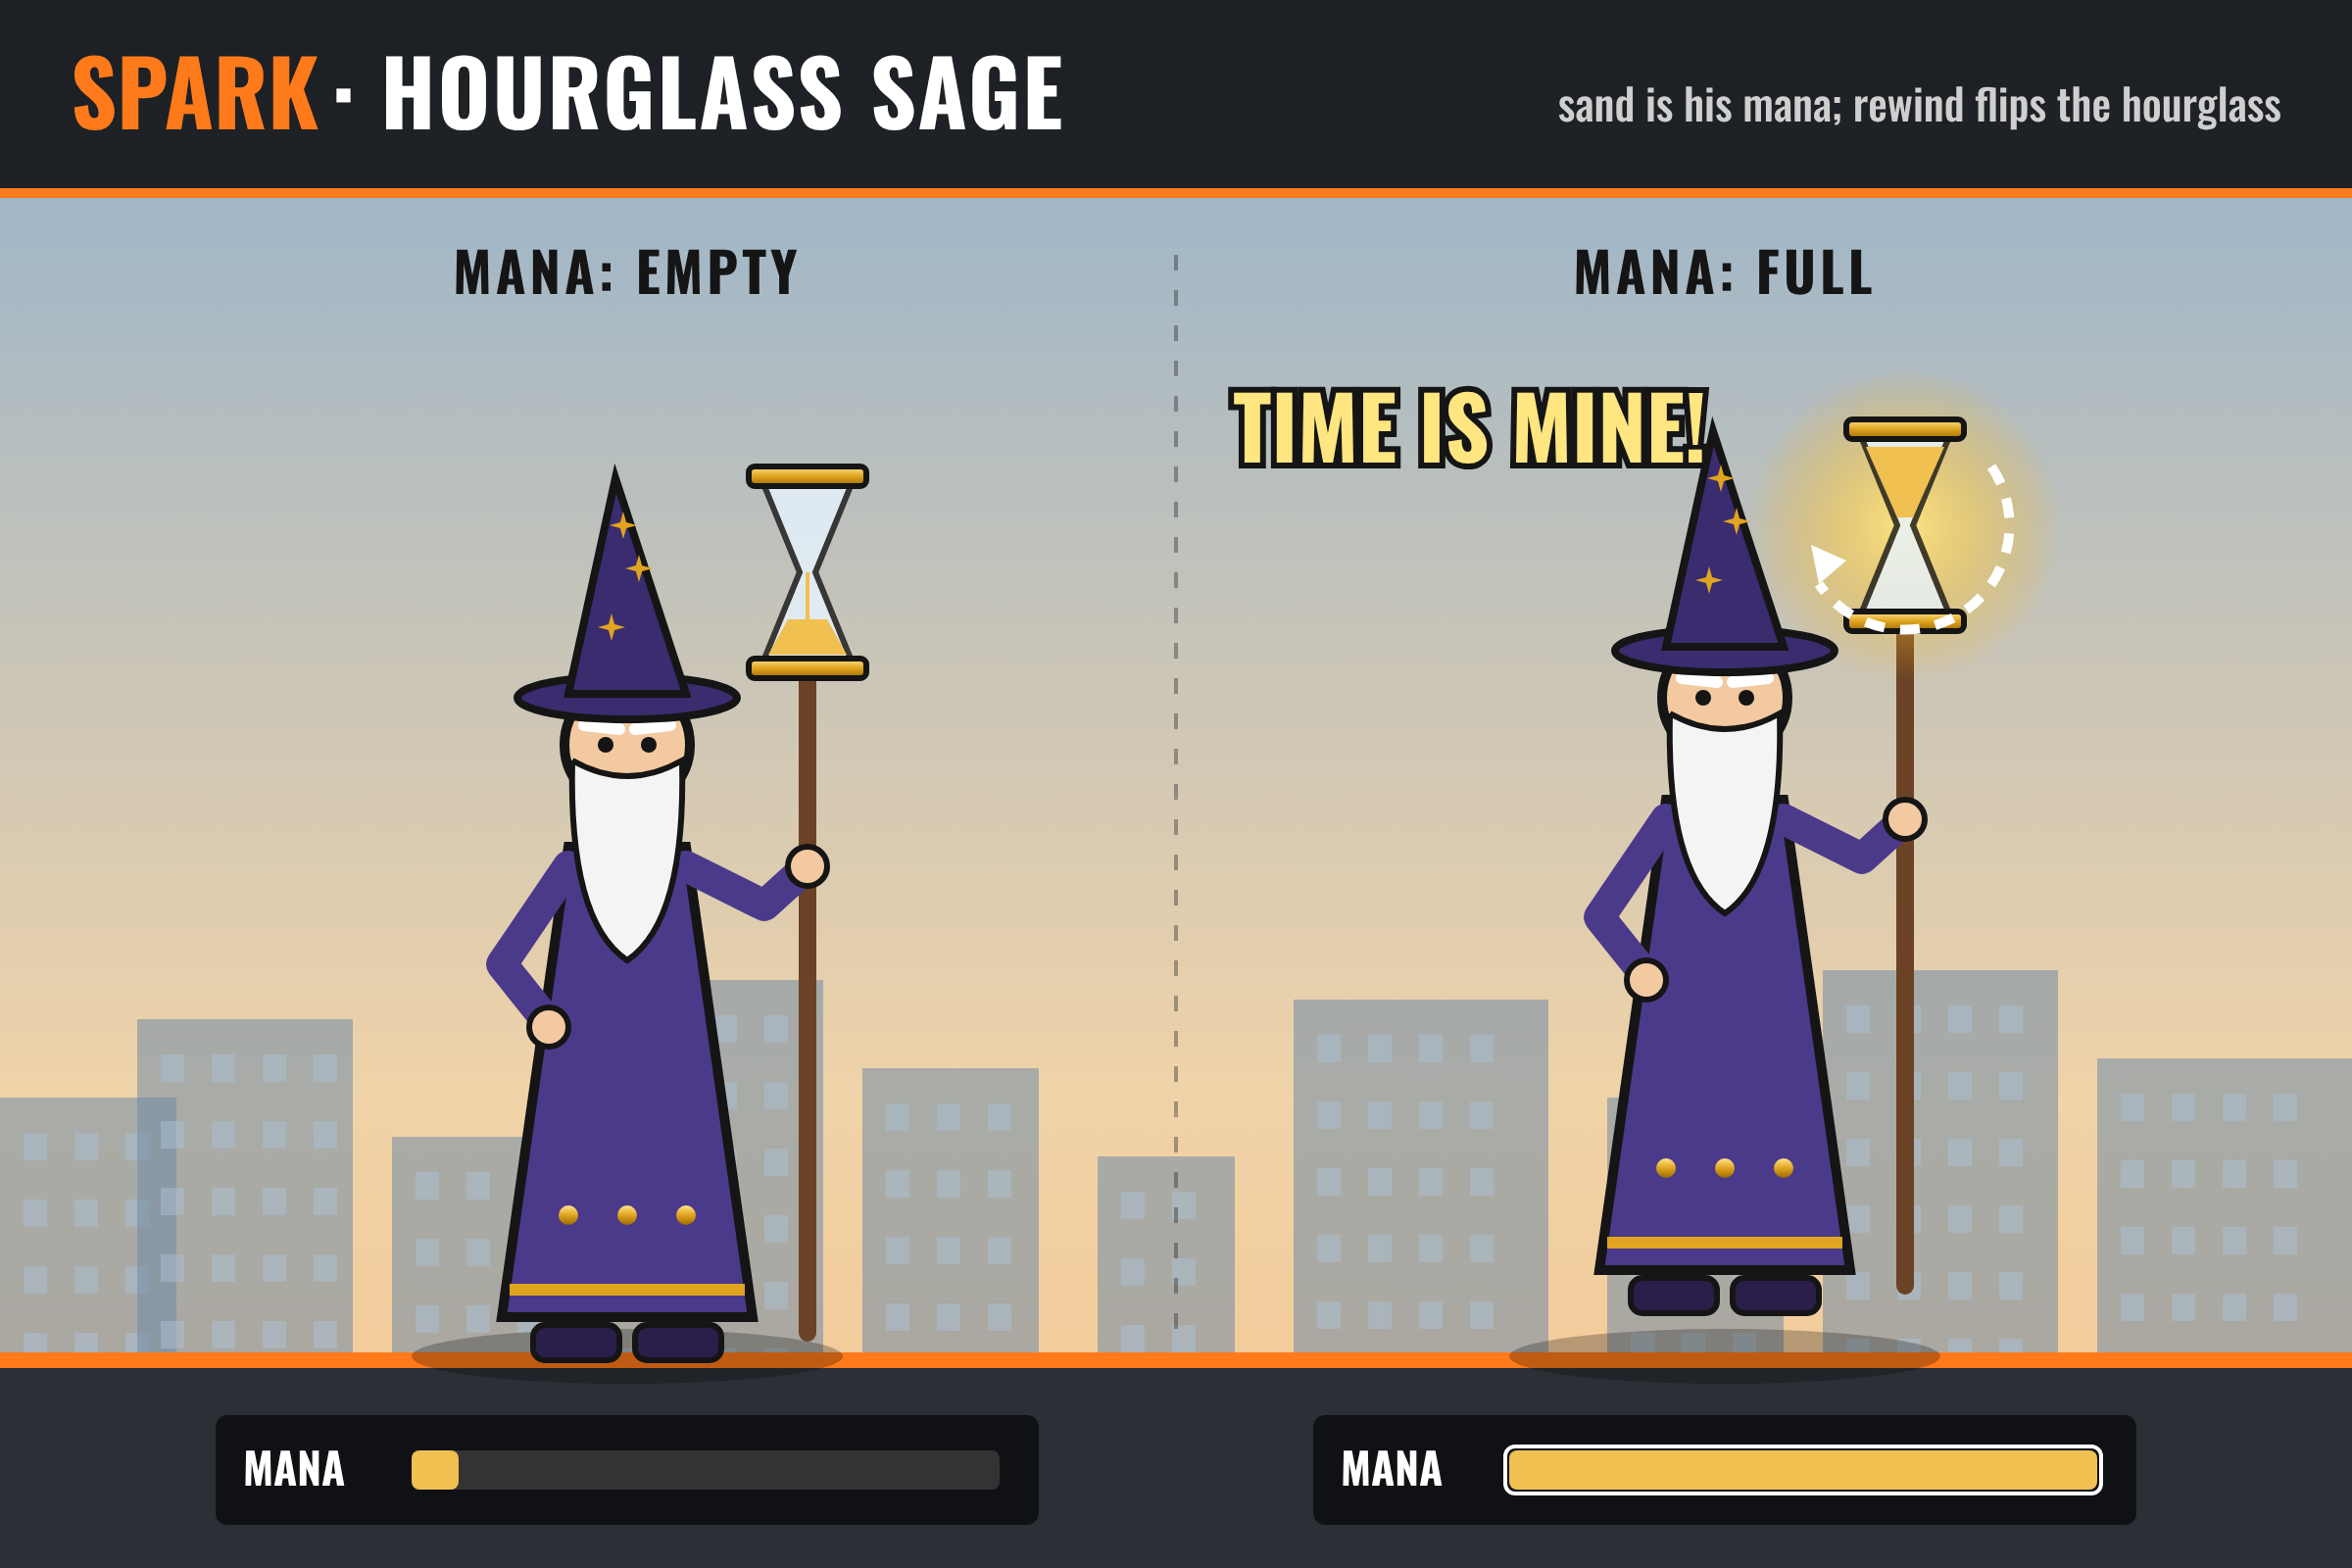 SPARK · HOURGLASS SAGE
sand is his mana; rewind flips the hourglass
MANA: EMPTY
MANA: FULL
TIME IS MINE!
MANA
MANA